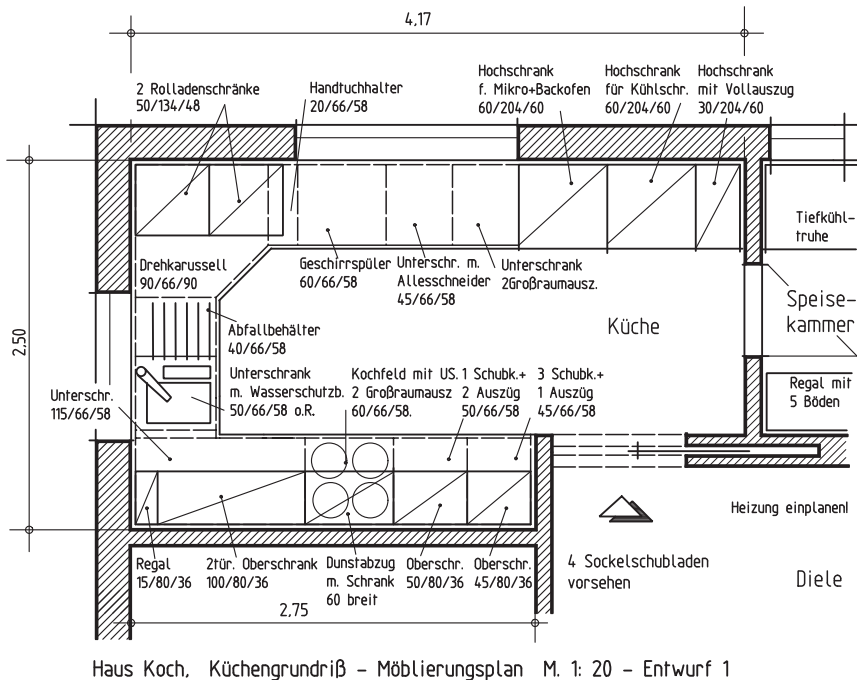 4,17
2 Rolladenschränke
50/134/48
Handtuchhalter
20/66/58
Hochschrank
f. Mikro+Backofen
60/204/60
Hochschrank
für Kühlschr.
60/204/60
Hochschrank
mit Vollauszug
30/204/60
2,50
Tiefkühl-
truhe
Drehkarussell
90/66/90
Geschirrspüler
60/66/58
Unterschr. m.
Allesschneider
45/66/58
Unterschrank
2Großraumausz.
Speise-
kammer
Küche
Abfallbehälter
40/66/58
Unterschr.
115/66/58
Unterschrank
m. Wasserschutzb.
50/66/58 o.R.
Kochfeld mit US.
2 Großraumausz
60/66/58.
1 Schubk.+
2 Auszüg
50/66/58
3 Schubk.+
1 Auszüg
45/66/58
Regal mit
5 Böden
Heizung einplanen!
Regal
15/80/36
2tür. Oberschrank
100/80/36
Dunstabzug
m. Schrank
60 breit
Oberschr.
50/80/36
Oberschr.
45/80/36
4 Sockelschubladen
vorsehen
Diele
2,75
Haus Koch, Küchengrundriß - Möblierungsplan M. 1: 20 - Entwurf 1